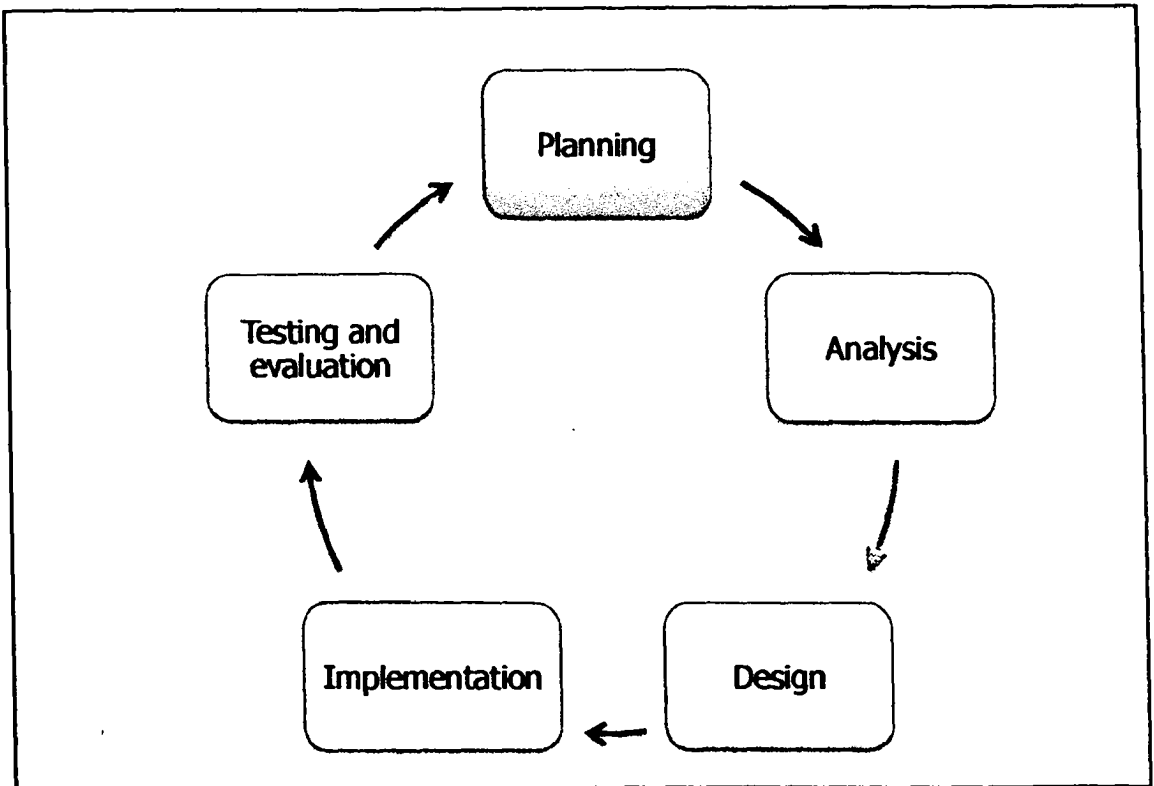 Planning
Analysis
Design
Implementation
Testing and
evaluation